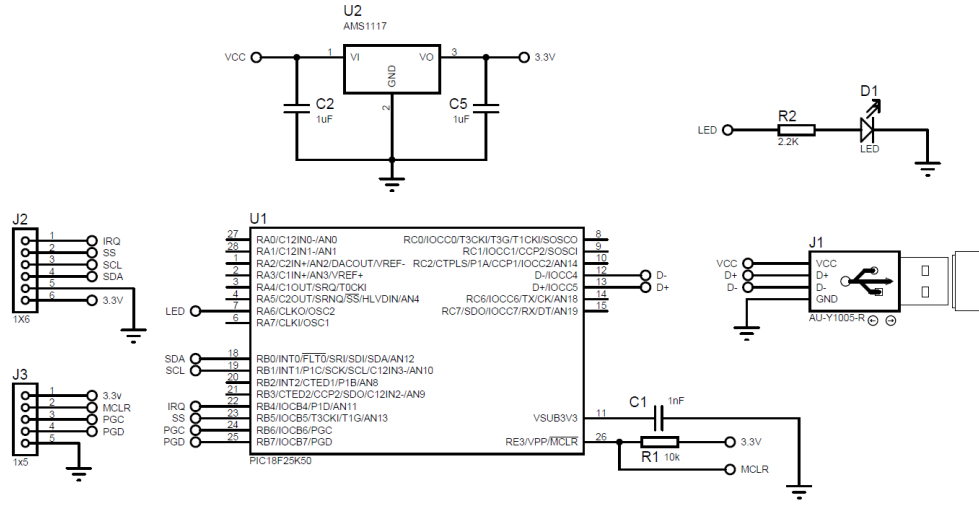 U2
AMS1117
VCC 1 VI VO 3 3.3V
GND
2
C2
1uF
C5
1uF
D1
R2
LED
2.2K
LED
J2
1 IRQ
2 SS
3 SCL
4 SDA
5
6 3.3V
1X6
J3
1 3.3v
2 MCLR
3 PGC
4 PGD
5
1x5
U1
27 RA0/C12IN0-/AN0
28 RA1/C12IN1-/AN1
1 RA2/C2IN+/AN2/DACOUT/VREF-
2 RA3/C1IN+/AN3/VREF+
3 RA4/C1OUT/SRQ/T0CKI
4 RA5/C2OUT/SRNQ/SS/HLVDIN/AN4
LED 7 RA6/CLKO/OSC2
6 RA7/CLKI/OSC1
SDA 18 RB0/INT0/FLT0/SRI/SDI/SDA/AN12
SCL 19 RB1/INT1/P1C/SCK/SCL/C12IN3-/AN10
20 RB2/INT2/CTED1/P1B/AN8
21 RB3/CTED2/CCP2/SDO/C12IN2-/AN9
IRQ 22 RB4/IOCB4/P1D/AN11
SS 23 RB5/IOCB5/T3CKI/T1G/AN13
PGC 24 RB6/IOCB6/PGC
PGD 25 RB7/IOCB7/PGD
RC0/IOCC0/T3CKI/T3G/T1CKI/SOSCO 8
RC1/IOCC1/CCP2/SOSCI 9
RC2/CTPLS/P1A/CCP1/IOCC2/AN14 10
D-/IOCC4 12 D-
D+/IOCC5 13 D+
RC6/IOCC6/TX/CK/AN18 14
RC7/SDO/IOCC7/RX/DT/AN19 15
VSUB3V3 11
RE3/VPP/MCLR 26
PIC18F25K50
C1 1nF
R1 10k
3.3V
MCLR
J1
VCC VCC
D+ D+
D- D-
GND
AU-Y1005-R